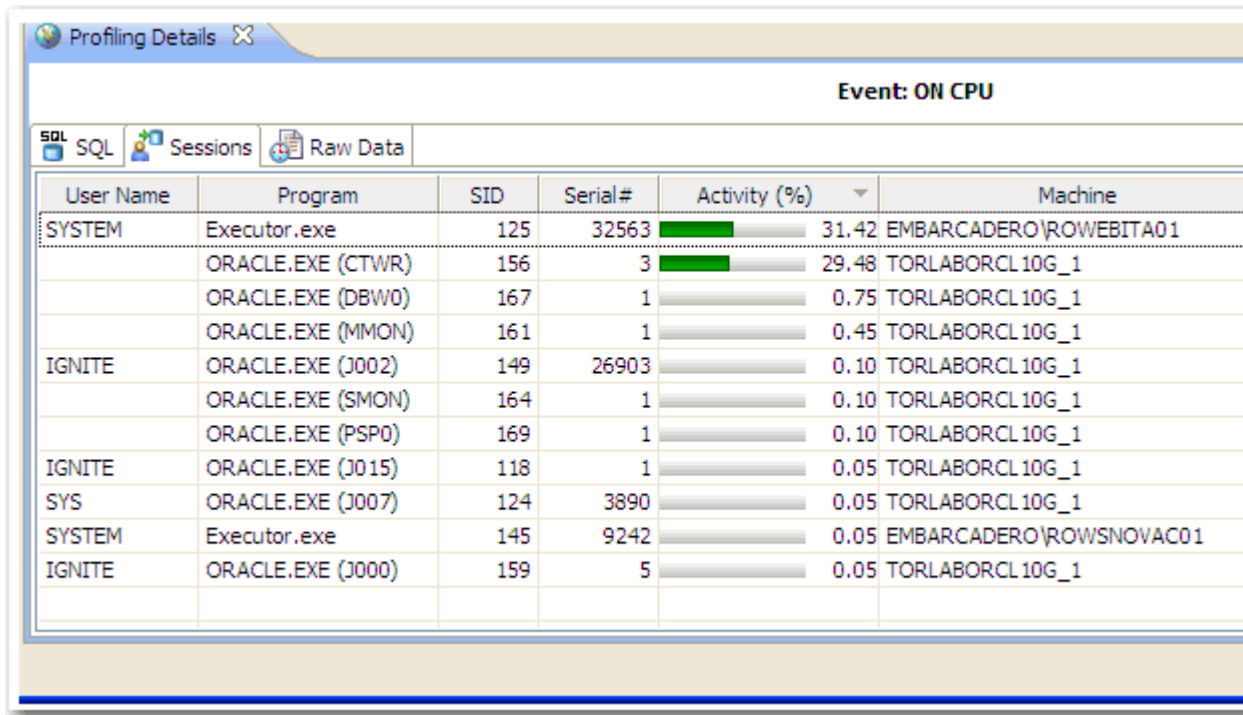 Profiling Details
Event: ON CPU
SQL SQL Sessions Raw Data
User Name Program SID Serial# Activity (%) Machine
SYSTEM Executor.exe 125 32563 31.42 EMBARCADERO\ROWEBITA01
ORACLE.EXE (CTWR) 156 3 29.48 TORLABORCL10G_1
ORACLE.EXE (DBW0) 167 1 0.75 TORLABORCL10G_1
ORACLE.EXE (MMON) 161 1 0.45 TORLABORCL10G_1
IGNITE ORACLE.EXE (J002) 149 26903 0.10 TORLABORCL10G_1
ORACLE.EXE (SMON) 164 1 0.10 TORLABORCL10G_1
ORACLE.EXE (PSP0) 169 1 0.10 TORLABORCL10G_1
IGNITE ORACLE.EXE (J015) 118 1 0.05 TORLABORCL10G_1
SYS ORACLE.EXE (J007) 124 3890 0.05 TORLABORCL10G_1
SYSTEM Executor.exe 145 9242 0.05 EMBARCADERO\ROWSNOVAC01
IGNITE ORACLE.EXE (J000) 159 5 0.05 TORLABORCL10G_1